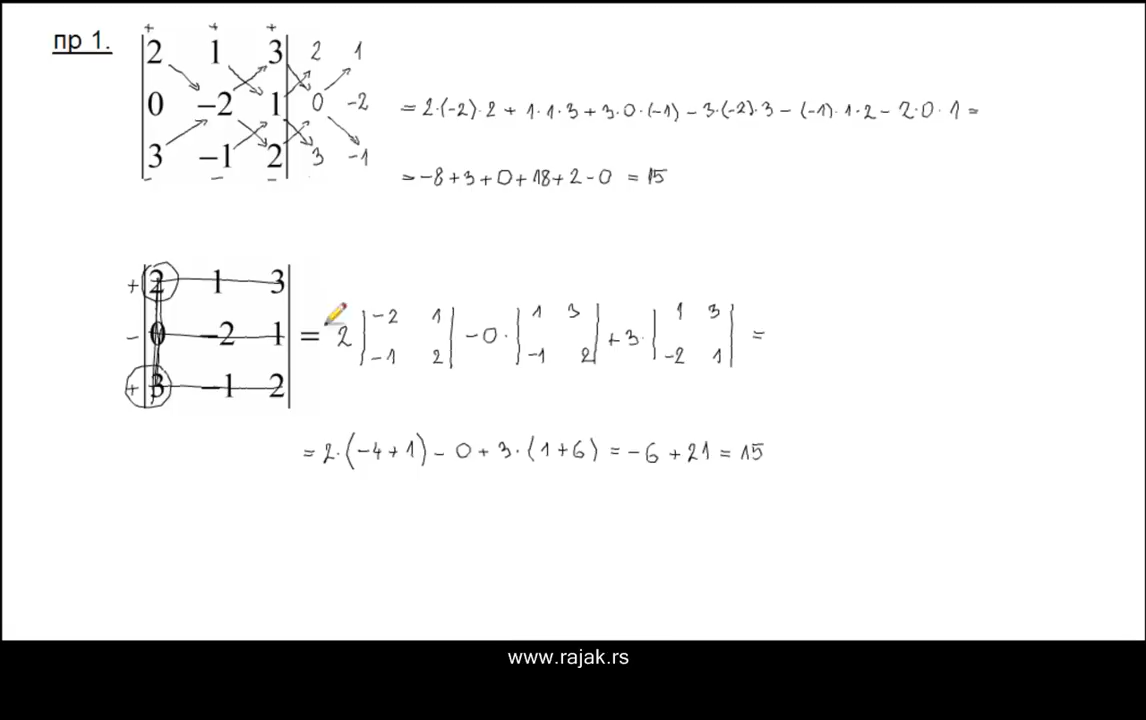 пр 1.
+ + +
2 1 3 2 1
0 −2 1 0 −2 = 2·(−2)·2 + 1·1·3 + 3·0·(−1) − 3·(−2)·3 − (−1)·1·2 − 2·0·1 =
3 −1 2 3 −1
− − −
= −8 + 3 + 0 + 18 + 2 − 0 = 15
+ |2 1 3|
− |0 −2 1| = 2 |−2 1; −1 2| − 0· |1 3; −1 2| + 3· |1 3; −2 1| =
+ |3 −1 2|
= 2·(−4+1) − 0 + 3·(1+6) = −6 + 21 = 15
www.rajak.rs